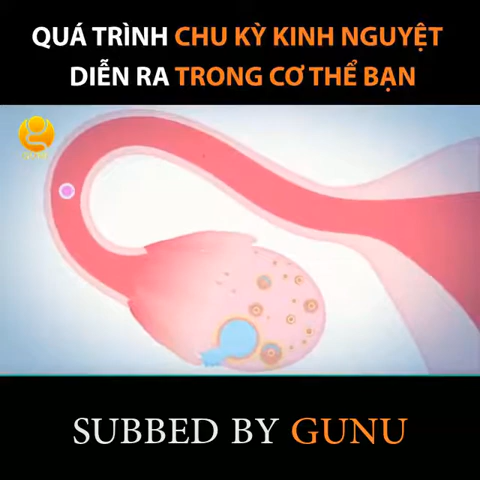 QUÁ TRÌNH CHU KỲ KINH NGUYỆT
DIỄN RA TRONG CƠ THỂ BẠN
SUBBED BY GUNU